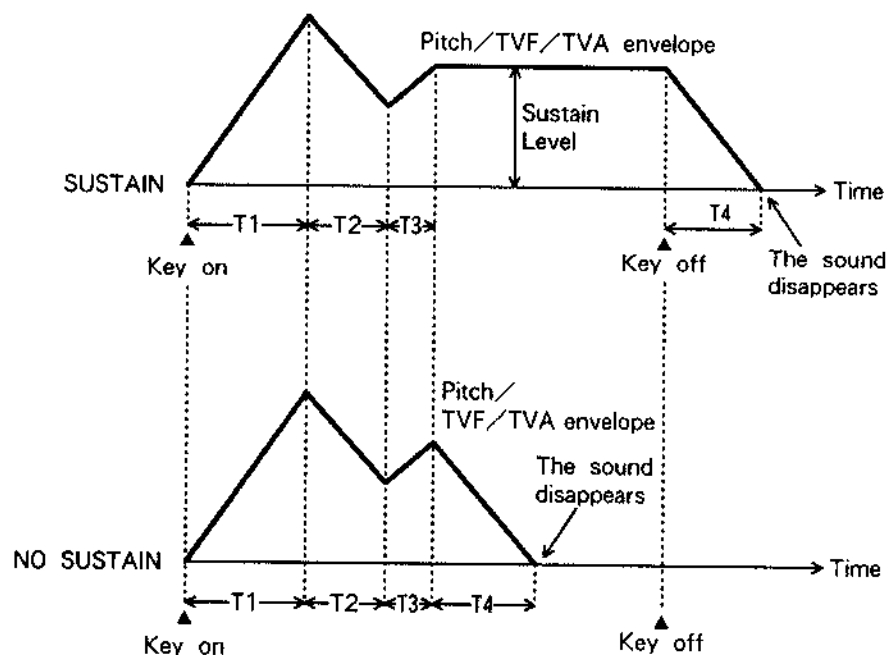 Pitch／TVF／TVA envelope
Sustain
Level
SUSTAIN
Time
T1
T2
T3
T4
Key on
Key off
The sound
disappears
Pitch／
TVF／TVA envelope
The sound
disappears
NO SUSTAIN
Time
T1
T2
T3
T4
Key on
Key off